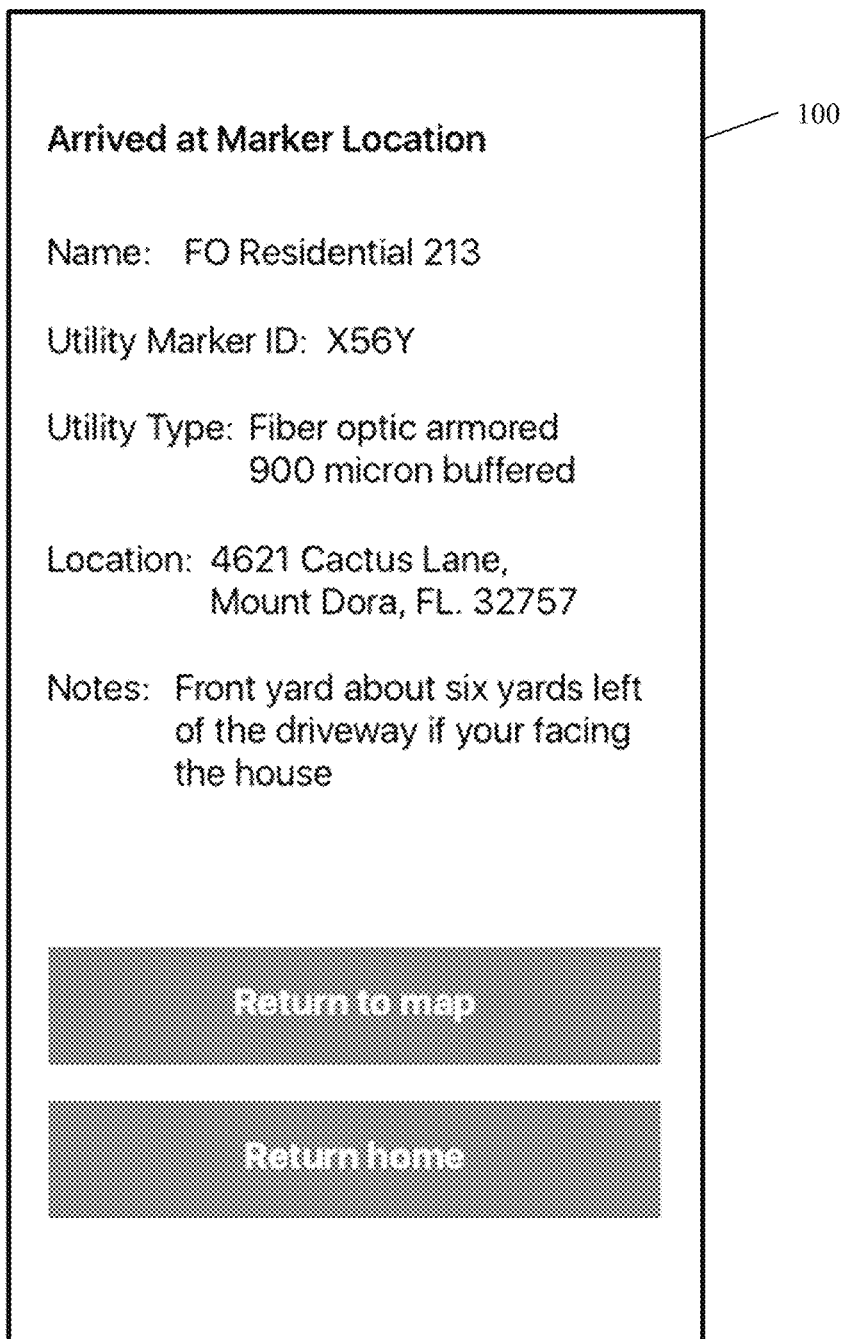 Arrived at Marker Location
100
Name: FO Residential 213
Utility Marker ID: X56Y
Utility Type: Fiber optic armored
900 micron buffered
Location: 4621 Cactus Lane,
Mount Dora, FL. 32757
Notes: Front yard about six yards left
of the driveway if your facing
the house
Return to map
Return home